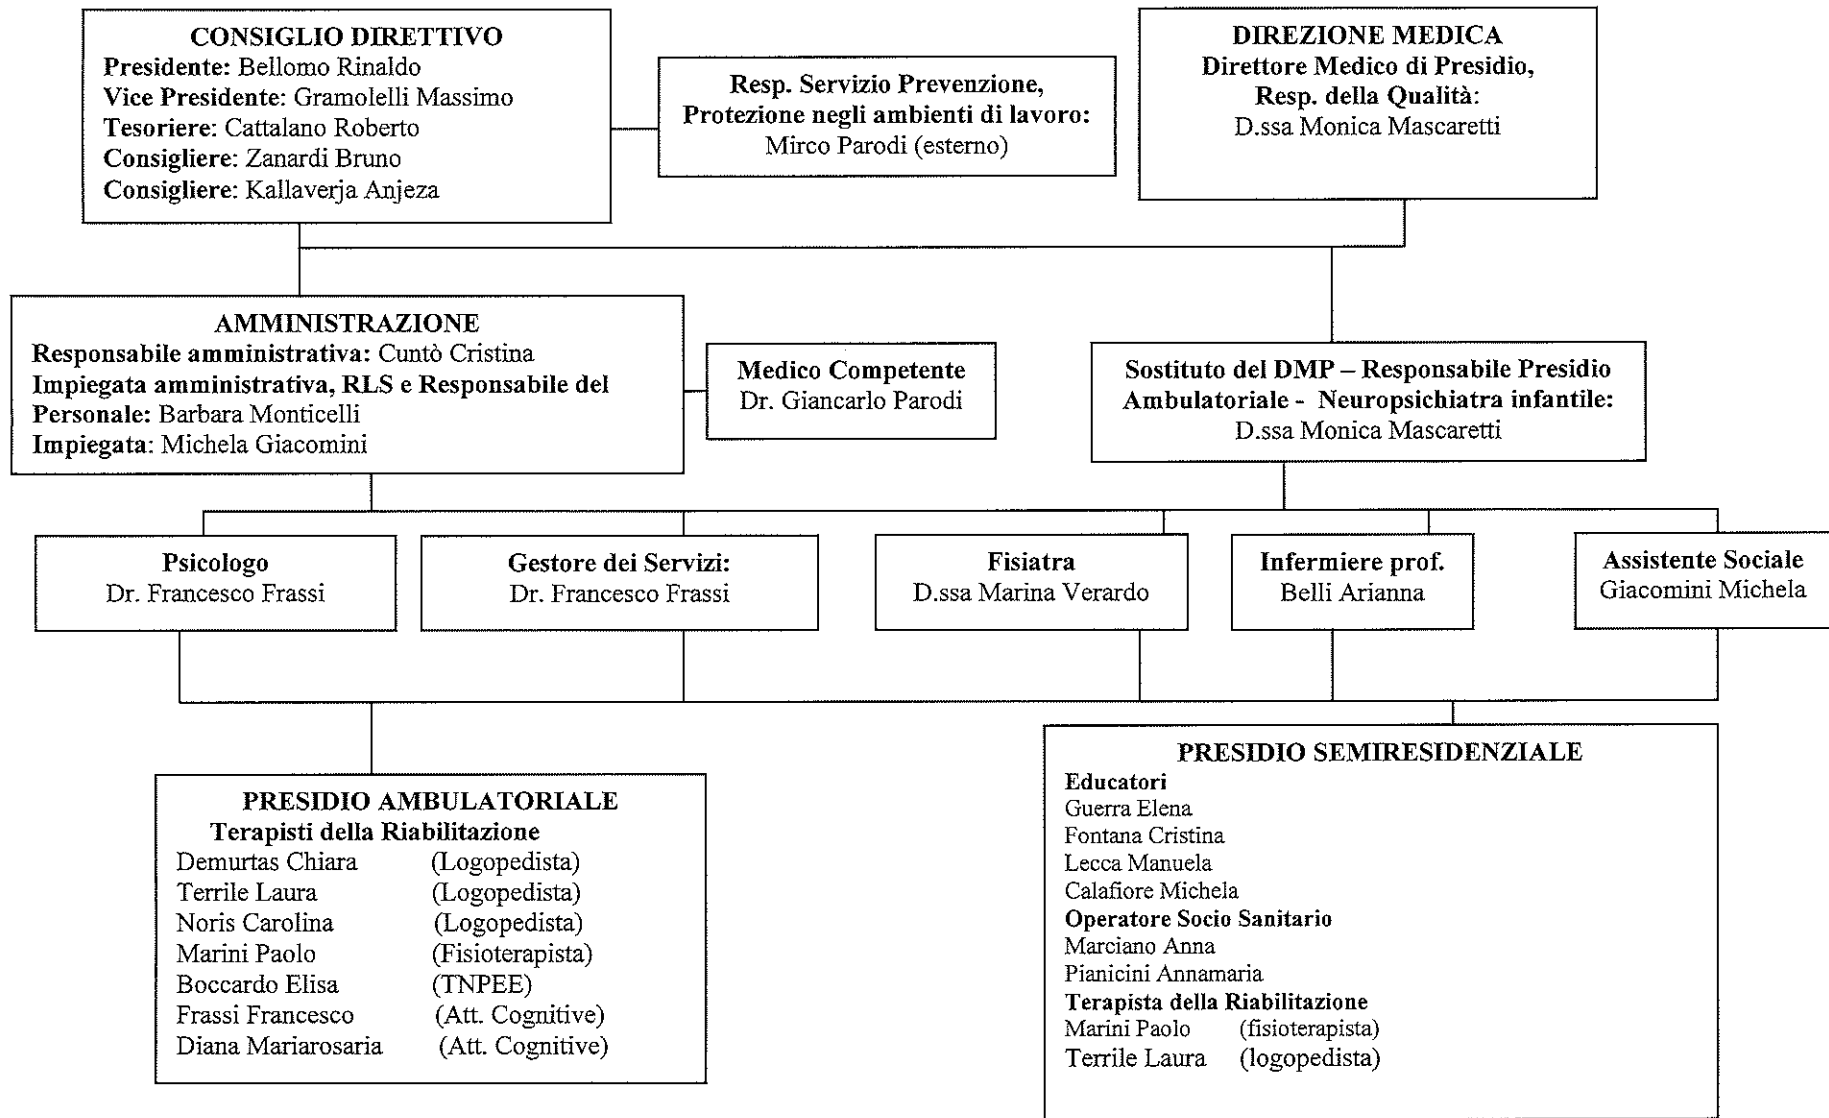 CONSIGLIO DIRETTIVO
Presidente: Bellomo Rinaldo
Vice Presidente: Gramolelli Massimo
Tesoriere: Cattalano Roberto
Consigliere: Zanardi Bruno
Consigliere: Kallaverja Anjeza
Resp. Servizio Prevenzione,
Protezione negli ambienti di lavoro:
Mirco Parodi (esterno)
DIREZIONE MEDICA
Direttore Medico di Presidio,
Resp. della Qualità:
D.ssa Monica Mascaretti
AMMINISTRAZIONE
Responsabile amministrativa: Cuntò Cristina
Impiegata amministrativa, RLS e Responsabile del
Personale: Barbara Monticelli
Impiegata: Michela Giacomini
Medico Competente
Dr. Giancarlo Parodi
Sostituto del DMP – Responsabile Presidio
Ambulatoriale - Neuropsichiatra infantile:
D.ssa Monica Mascaretti
Psicologo
Dr. Francesco Frassi
Gestore dei Servizi:
Dr. Francesco Frassi
Fisiatra
D.ssa Marina Verardo
Infermiere prof.
Belli Arianna
Assistente Sociale
Giacomini Michela
PRESIDIO AMBULATORIALE
Terapisti della Riabilitazione
Demurtas Chiara (Logopedista)
Terrile Laura (Logopedista)
Noris Carolina (Logopedista)
Marini Paolo (Fisioterapista)
Boccardo Elisa (TNPEE)
Frassi Francesco (Att. Cognitive)
Diana Mariarosaria (Att. Cognitive)
PRESIDIO SEMIRESIDENZIALE
Educatori
Guerra Elena
Fontana Cristina
Lecca Manuela
Calafiore Michela
Operatore Socio Sanitario
Marciano Anna
Pianicini Annamaria
Terapista della Riabilitazione
Marini Paolo (fisioterapista)
Terrile Laura (logopedista)